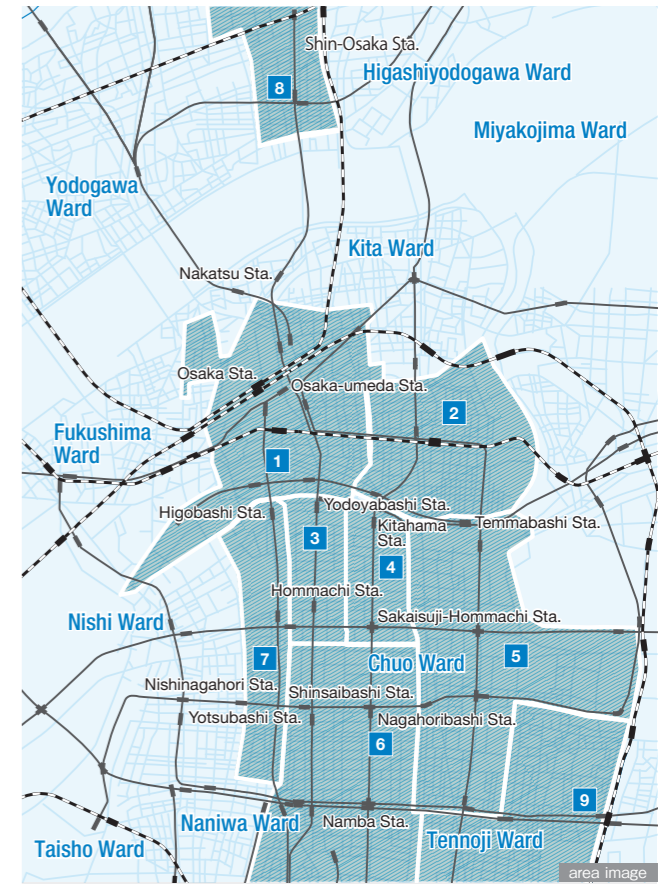 Shin-Osaka Sta.
Higashiyodogawa Ward
8
Miyakojima Ward
Yodogawa
Ward
Kita Ward
Nakatsu Sta.
Osaka Sta.
Osaka-umeda Sta.
2
Fukushima
Ward
1
Higobashi Sta.
Yodoyabashi Sta.
Kitahama
Sta.
Temmabashi Sta.
3
4
Hommachi Sta.
Nishi Ward
Sakaisuji-Hommachi Sta.
7
Chuo Ward
5
Nishinagahori Sta.
Shinsaibashi Sta.
Yotsubashi Sta.
Nagahoribashi Sta.
6
9
Naniwa Ward
Namba Sta.
Tennoji Ward
Taisho Ward
area image